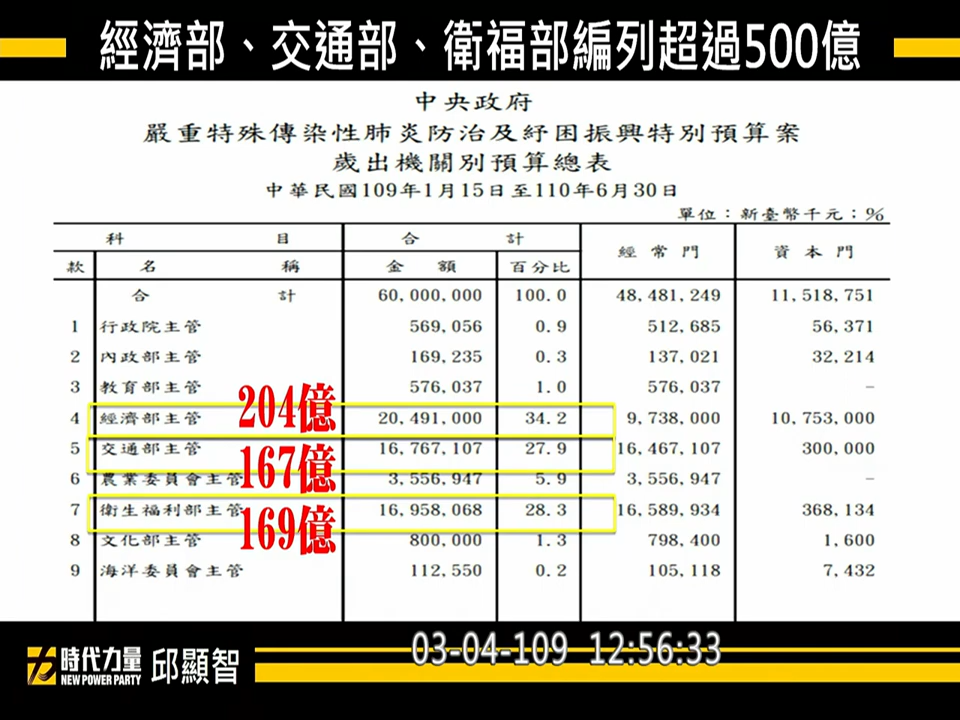 經濟部、交通部、衛福部編列超過500億
中央政府
嚴重特殊傳染性肺炎防治及紓困振興特別預算案
歲出機關別預算總表
中華民國109年1月15日至110年6月30日
單位：新臺幣千元；%
科 目 合 計 經常門 資本門
款 名 稱 金 額 百分比
合 計 60,000,000 100.0 48,481,249 11,518,751
1 行政院主管 569,056 0.9 512,685 56,371
2 內政部主管 169,235 0.3 137,021 32,214
3 教育部主管 576,037 1.0 576,037 －
204億
4 經濟部主管 20,491,000 34.2 9,738,000 10,753,000
5 交通部主管 16,767,107 27.9 16,467,107 300,000
167億
6 農業委員會主管 3,556,947 5.9 3,556,947 －
7 衛生福利部主管 16,958,068 28.3 16,589,934 368,134
169億
8 文化部主管 800,000 1.3 798,400 1,600
9 海洋委員會主管 112,550 0.2 105,118 7,432
時代力量 邱顯智
NEW POWER PARTY
03-04-109 12:56:33